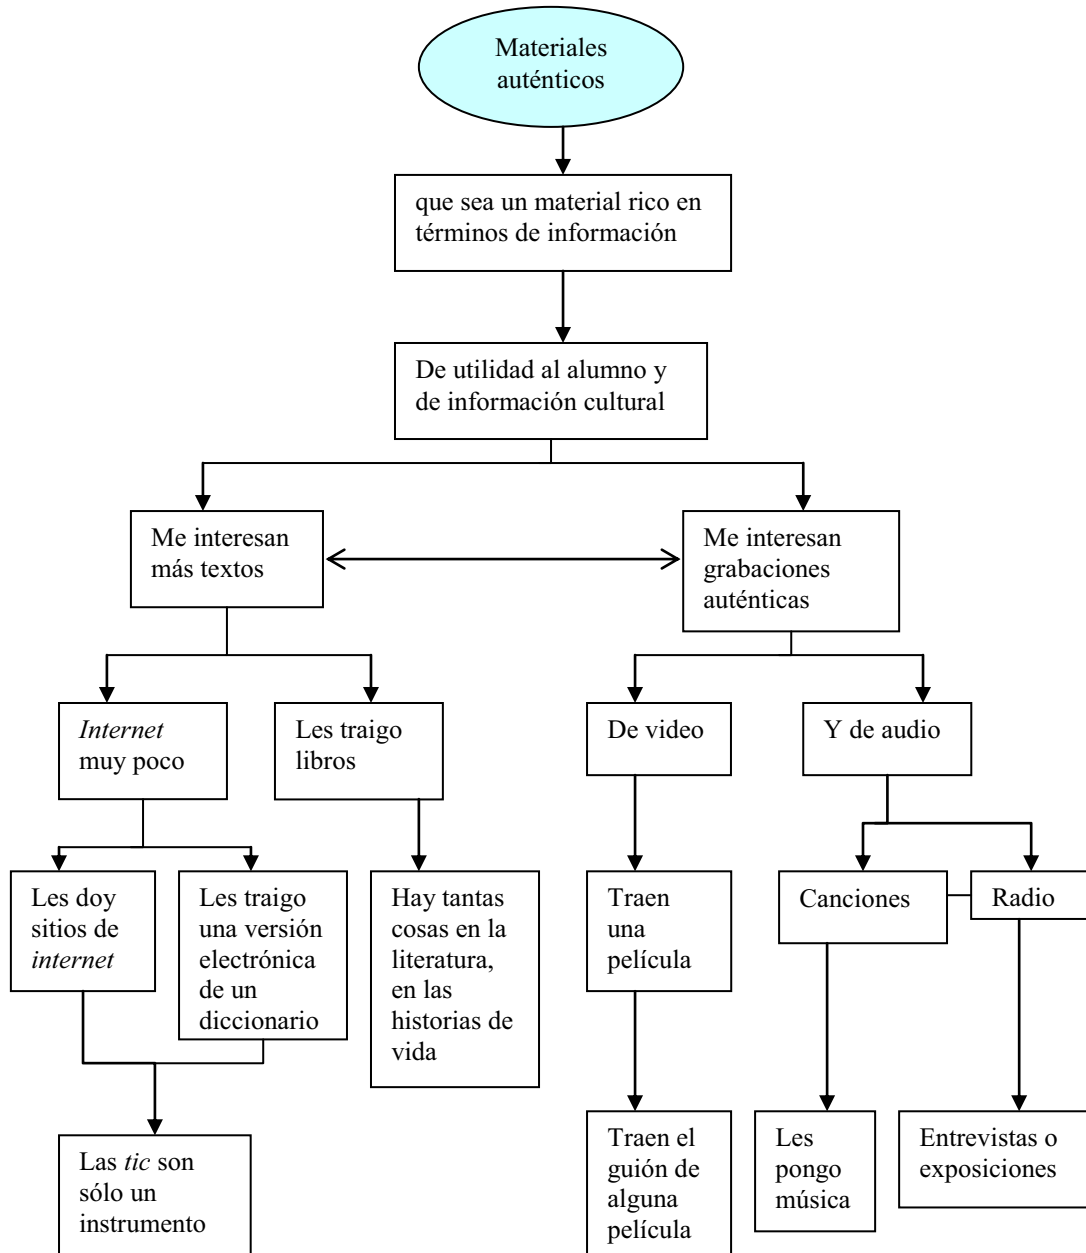 Materiales
auténticos
que sea un material rico en
términos de información
De utilidad al alumno y
de información cultural
Me interesan
más textos
Me interesan
grabaciones
auténticas
Internet
muy poco
Les traigo
libros
De video
Y de audio
Les doy
sitios de
internet
Les traigo
una versión
electrónica
de un
diccionario
Hay tantas
cosas en la
literatura,
en las
historias de
vida
Traen
una
película
Canciones
Radio
Las tic son
sólo un
instrumento
Traen el
guión de
alguna
película
Les
pongo
música
Entrevistas o
exposiciones